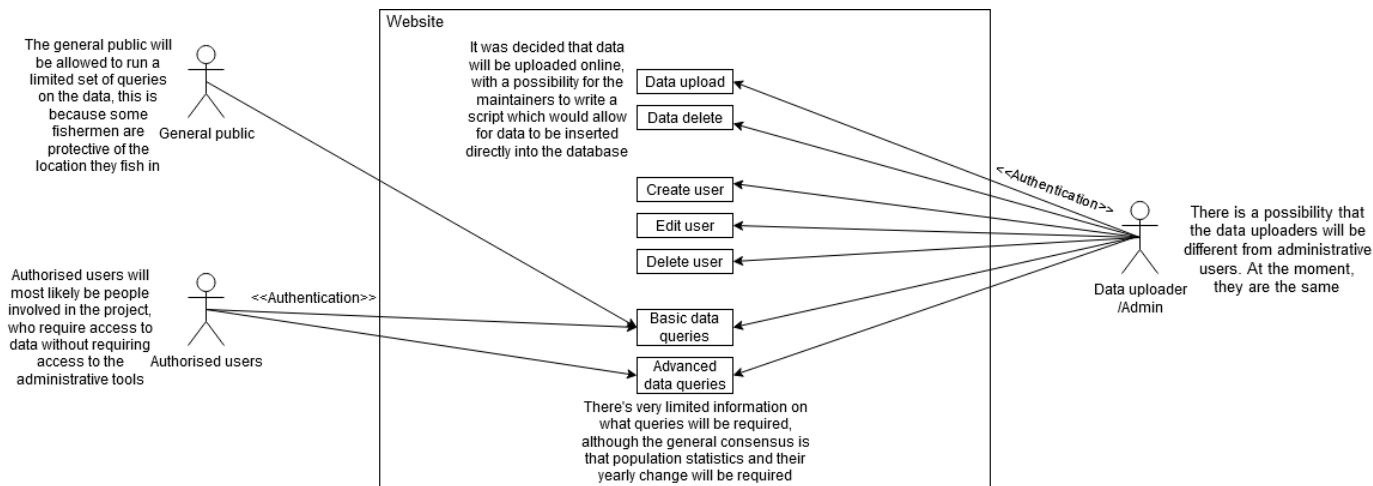 Website
The general public will
be allowed to run a
limited set of queries
on the data, this is
because some
fishermen are
protective of the
location they fish in
General public
It was decided that data
will be uploaded online,
with a possibility for the
maintainers to write a
script which would allow
for data to be inserted
directly into the database
Data upload
Data delete
Create user
Edit user
Delete user
<<Authentication>>
Data uploader
/Admin
There is a possibility that
the data uploaders will be
different from administrative
users. At the moment,
they are the same
Authorised users will
most likely be people
involved in the project,
who require access to
data without requiring
access to the
administrative tools
Authorised users
<<Authentication>>
Basic data
queries
Advanced
data queries
There's very limited information on
what queries will be required,
although the general consensus is
that population statistics and their
yearly change will be required